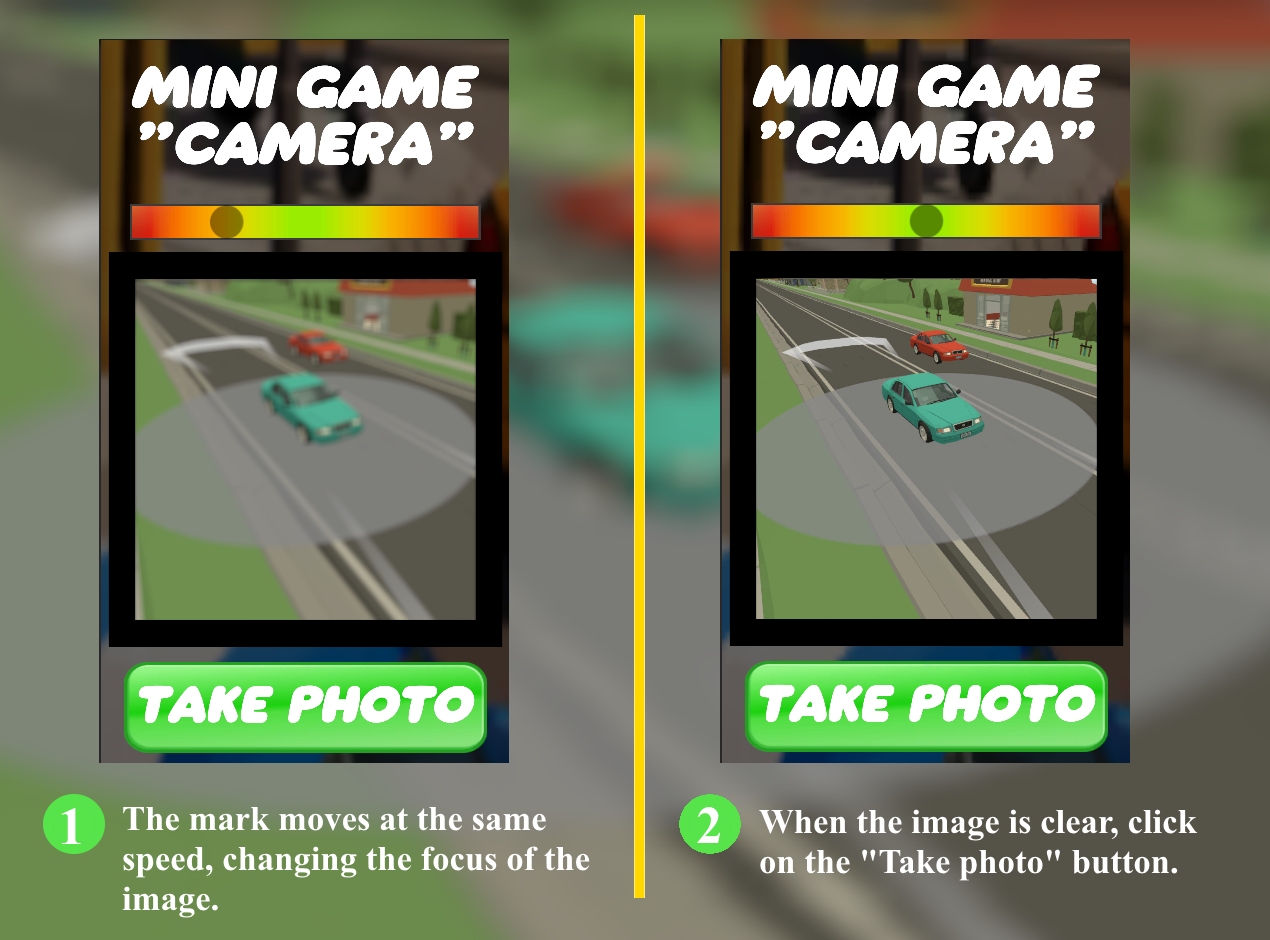 MINI GAME
”CAMERA”
TAKE PHOTO
1
The mark moves at the same
speed, changing the focus of the
image.
MINI GAME
”CAMERA”
TAKE PHOTO
2
When the image is clear, click
on the "Take photo" button.